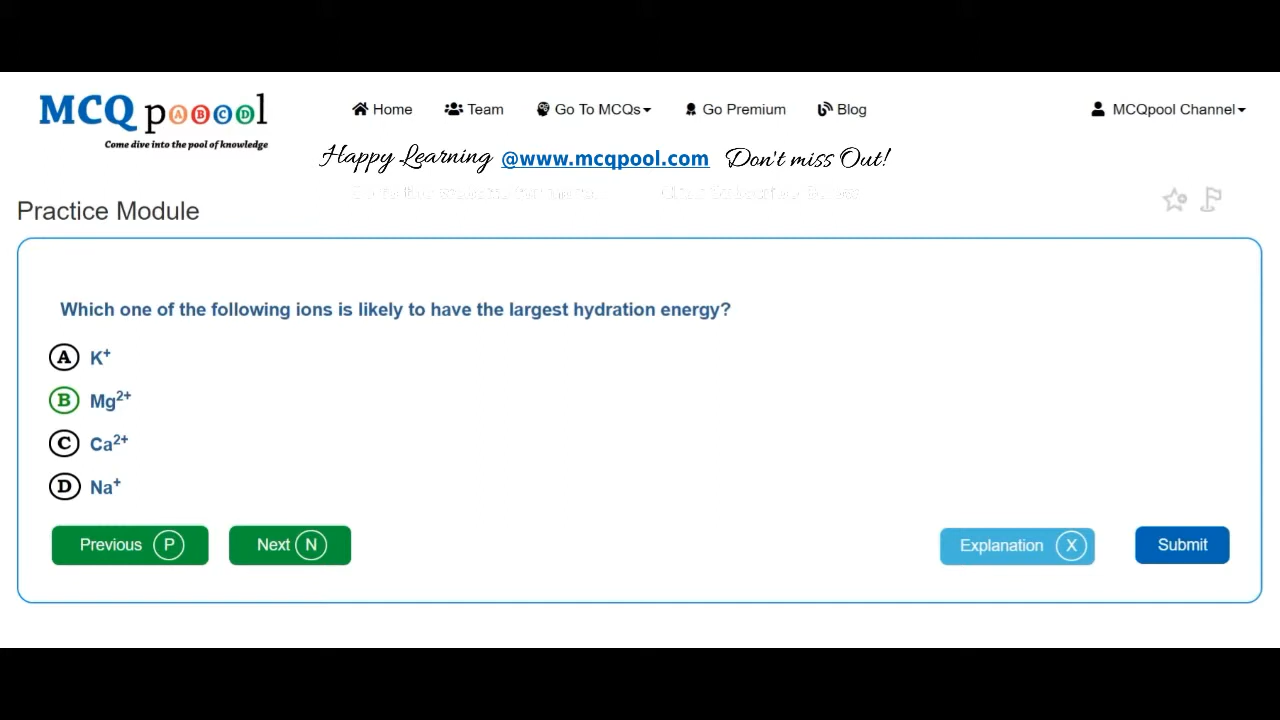 MCQ pABCDl
Come dive into the pool of knowledge
Home Team Go To MCQs Go Premium Blog MCQpool Channel
Happy Learning @www.mcqpool.com Don't miss Out!
Practice Module
Which one of the following ions is likely to have the largest hydration energy?
A K⁺
B Mg²⁺
C Ca²⁺
D Na⁺
Previous P Next N Explanation X Submit